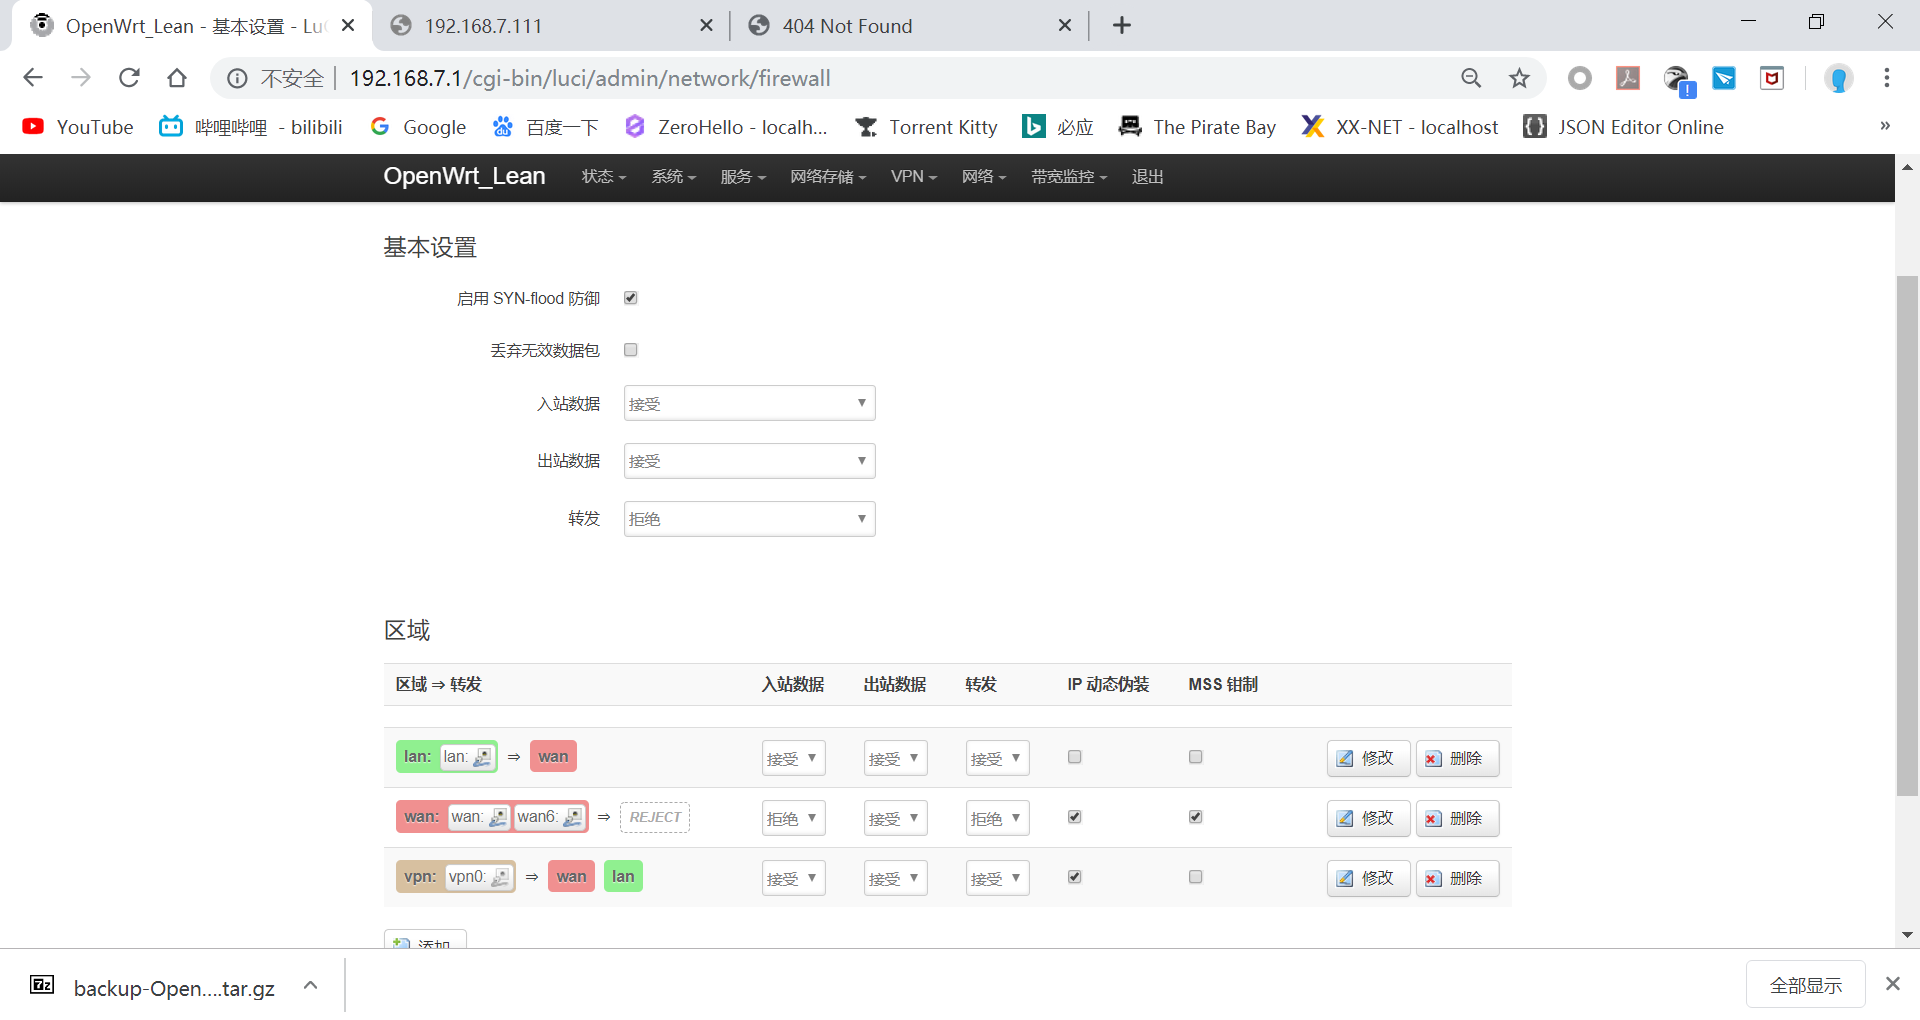 OpenWrt_Lean - 基本设置 - Lu
192.168.7.111
404 Not Found
不安全
192.168.7.1/cgi-bin/luci/admin/network/firewall
YouTube
哔哩哔哩 - bilibili
Google
百度一下
ZeroHello - localh...
Torrent Kitty
必应
The Pirate Bay
XX-NET - localhost
JSON Editor Online
»
OpenWrt_Lean
状态
系统
服务
网络存储
VPN
网络
带宽监控
退出
基本设置
启用 SYN-flood 防御
丢弃无效数据包
入站数据 接受
出站数据 接受
转发 拒绝
区域
区域 ⇒ 转发 入站数据 出站数据 转发 IP 动态伪装 MSS 钳制
lan: lan: ⇒ wan 接受 接受 接受 修改 删除
wan: wan: wan6: ⇒ REJECT 拒绝 接受 拒绝 修改 删除
vpn: vpn0: ⇒ wan lan 接受 接受 接受 修改 删除
添加
7z
backup-Open....tar.gz
全部显示